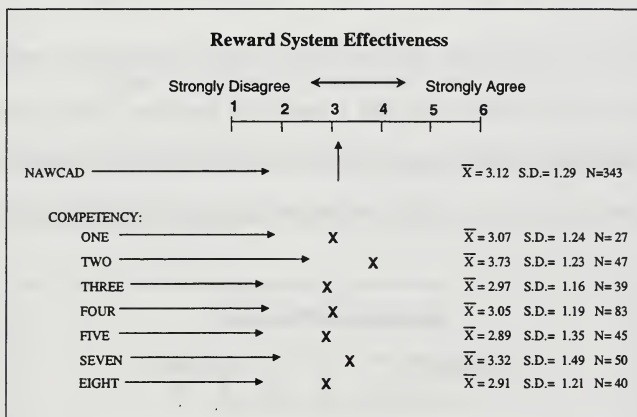 Reward System Effectiveness
Strongly Disagree Strongly Agree
1 2 3 4 5 6
NAWCAD X̅ = 3.12 S.D.= 1.29 N=343
COMPETENCY:
ONE X X̅ = 3.07 S.D.= 1.24 N= 27
TWO X X̅ = 3.73 S.D.= 1.23 N= 47
THREE X X̅ = 2.97 S.D.= 1.16 N= 39
FOUR X X̅ = 3.05 S.D.= 1.19 N= 83
FIVE X X̅ = 2.89 S.D.= 1.35 N= 45
SEVEN X X̅ = 3.32 S.D.= 1.49 N= 50
EIGHT X X̅ = 2.91 S.D.= 1.21 N= 40